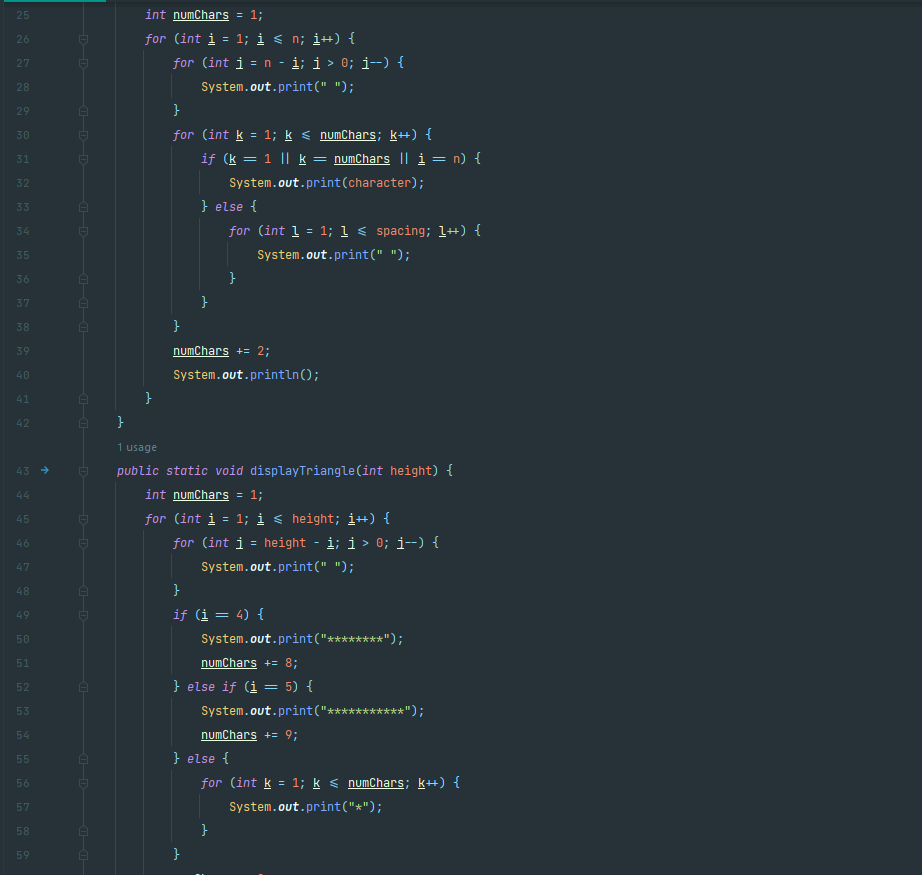 25 int numChars = 1;
26 for (int i = 1; i <= n; i++) {
27 for (int j = n - i; j > 0; j--) {
28 System.out.print(" ");
29 }
30 for (int k = 1; k <= numChars; k++) {
31 if (k == 1 || k == numChars || i == n) {
32 System.out.print(character);
33 } else {
34 for (int l = 1; l <= spacing; l++) {
35 System.out.print(" ");
36 }
37 }
38 }
39 numChars += 2;
40 System.out.println();
41 }
42 }
1 usage
43 public static void displayTriangle(int height) {
44 int numChars = 1;
45 for (int i = 1; i <= height; i++) {
46 for (int j = height - i; j > 0; j--) {
47 System.out.print(" ");
48 }
49 if (i == 4) {
50 System.out.print("********");
51 numChars += 8;
52 } else if (i == 5) {
53 System.out.print("***********");
54 numChars += 9;
55 } else {
56 for (int k = 1; k <= numChars; k++) {
57 System.out.print("*");
58 }
59 }